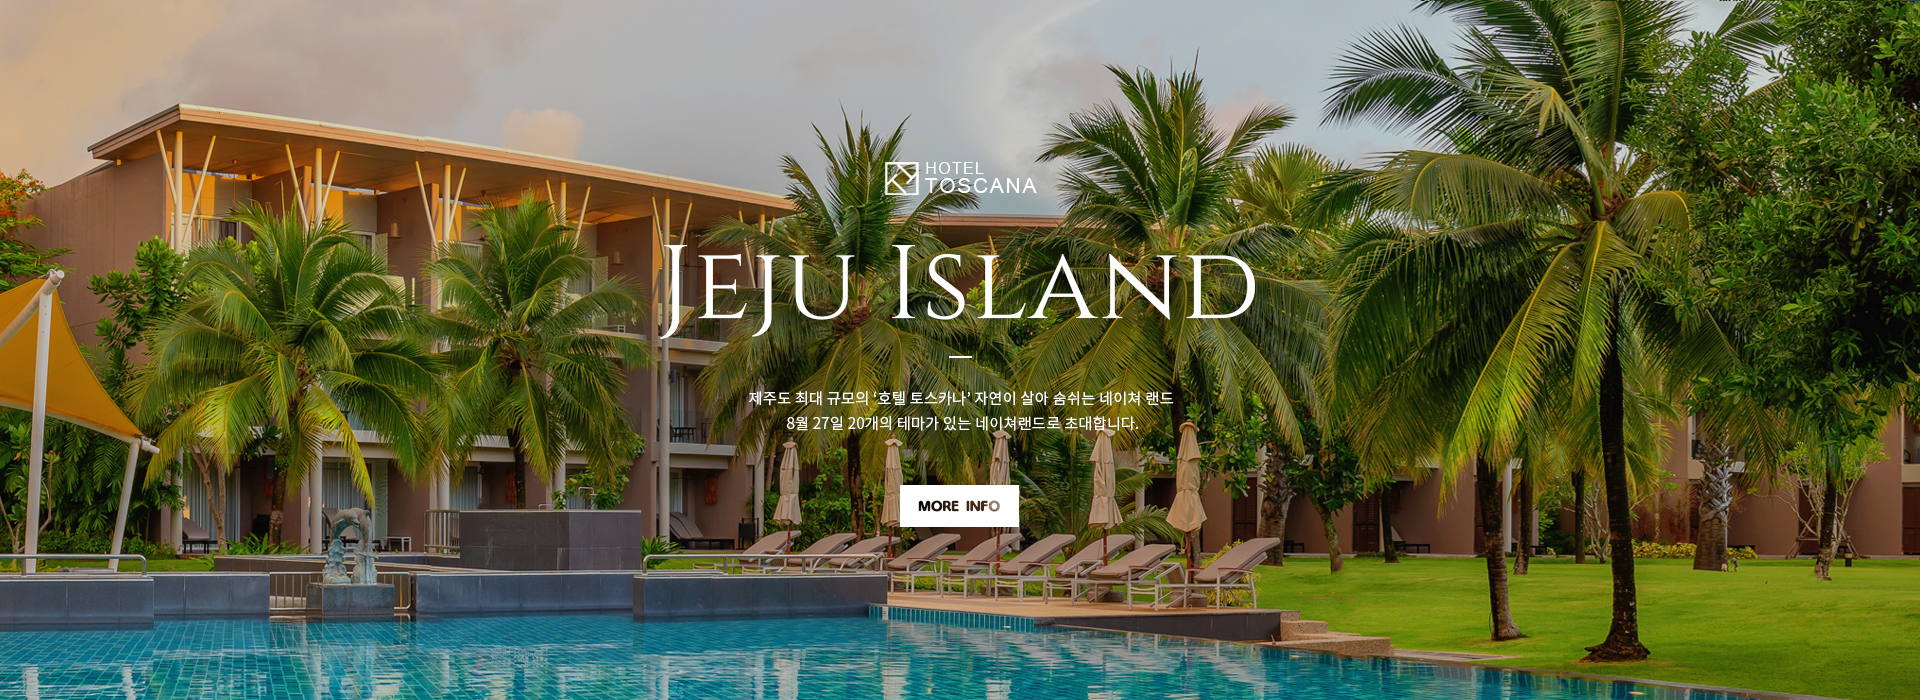 HOTEL
TOSCANA
JEJU ISLAND
제주도 최대 규모의 ‘호텔 토스카나’ 자연이 살아 숨쉬는 네이쳐 랜드
8월 27일 20개의 테마가 있는 네이쳐랜드로 초대합니다.
MORE INFO